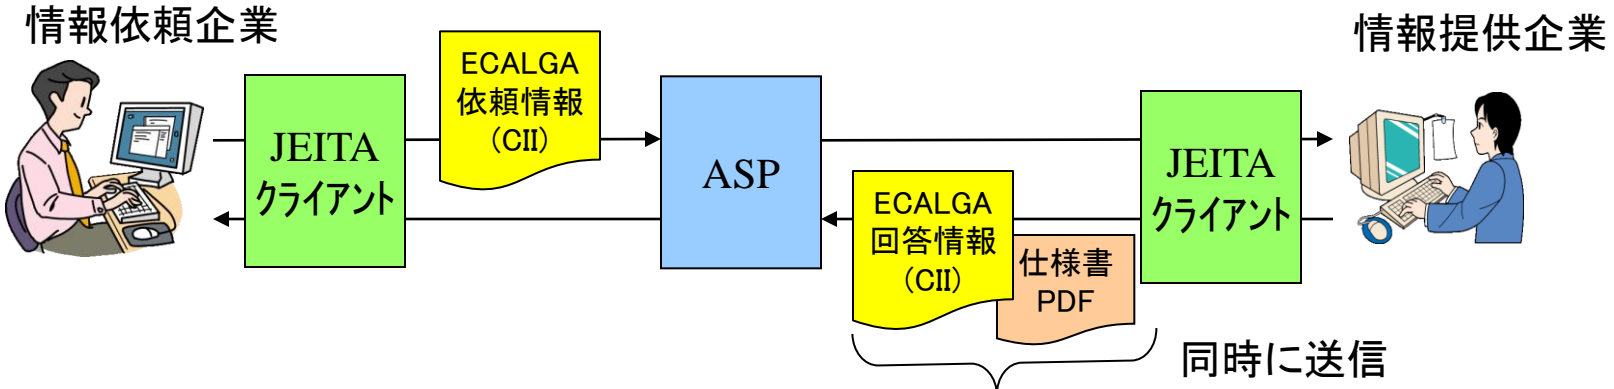 情報依頼企業
情報提供企業
ECALGA
依頼情報
(CII)
JEITA
クライアント
ASP
JEITA
クライアント
ECALGA
回答情報
(CII)
仕様書
PDF
同時に送信